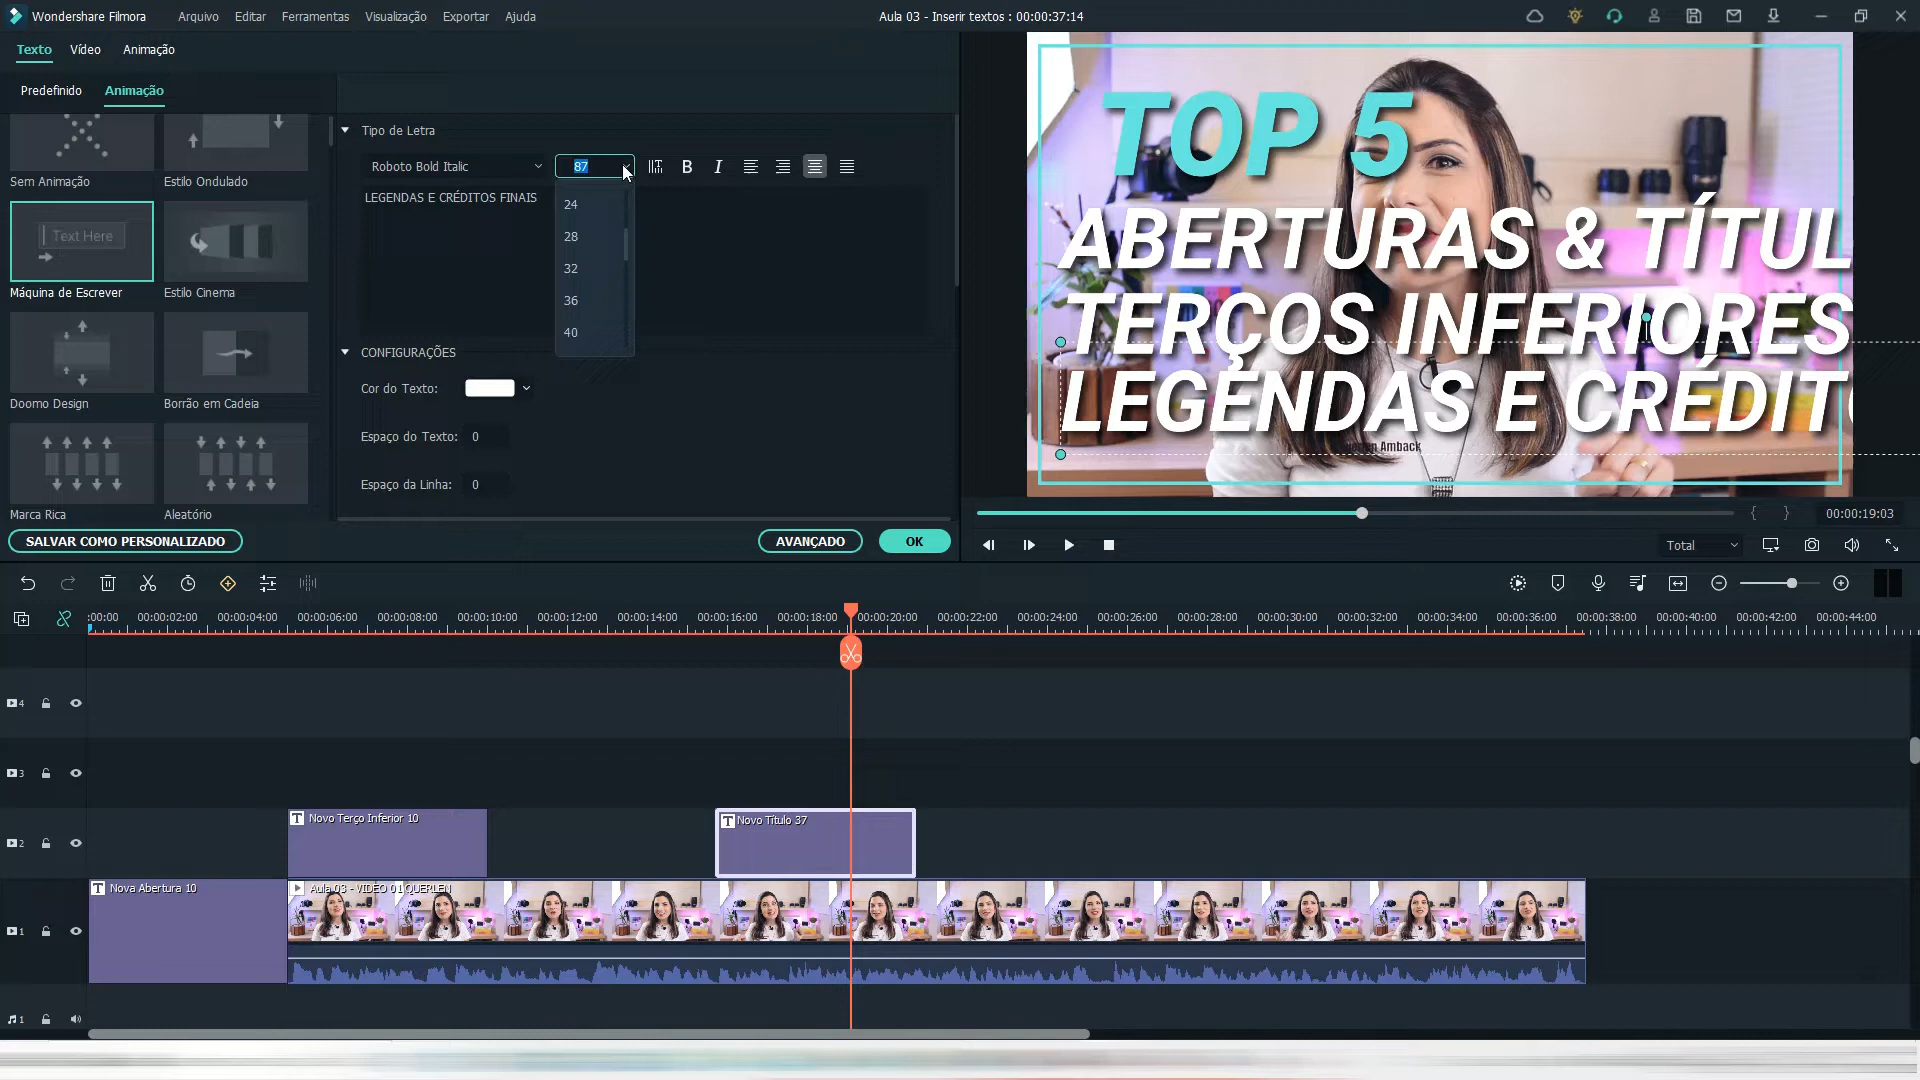 Wondershare Filmora
Arquivo
Editar
Ferramentas
Visualização
Exportar
Ajuda
Aula 03 - Inserir textos : 00:00:37:14
Texto
Vídeo
Animação
Predefinido
Animação
Sem Animação
Estilo Ondulado
Text Here
Máquina de Escrever
Estilo Cinema
Doomo Design
Borrão em Cadeia
Marca Rica
Aleatório
SALVAR COMO PERSONALIZADO
Tipo de Letra
Roboto Bold Italic
87
B
I
LEGENDAS E CRÉDITOS FINAIS
24
28
32
36
40
CONFIGURAÇÕES
Cor do Texto:
Espaço do Texto: 0
Espaço da Linha: 0
AVANÇADO
OK
TOP 5
ABERTURAS & TÍTUL
TERÇOS INFERIORES
LEGENDAS E CRÉDIT
Amback
00:00:19:03
Total
:00:00
00:00:02:00
00:00:04:00
00:00:06:00
00:00:08:00
00:00:10:00
00:00:12:00
00:00:14:00
00:00:16:00
00:00:18:00
00:00:20:00
00:00:22:00
00:00:24:00
00:00:26:00
00:00:28:00
00:00:30:00
00:00:32:00
00:00:34:00
00:00:36:00
00:00:38:00
00:00:40:00
00:00:42:00
00:00:44:00
4
3
2
T Novo Terço Inferior 10
T Novo Título 37
1
T Nova Abertura 10
Aula 03 - VIDEO 01 QUERLEN
1